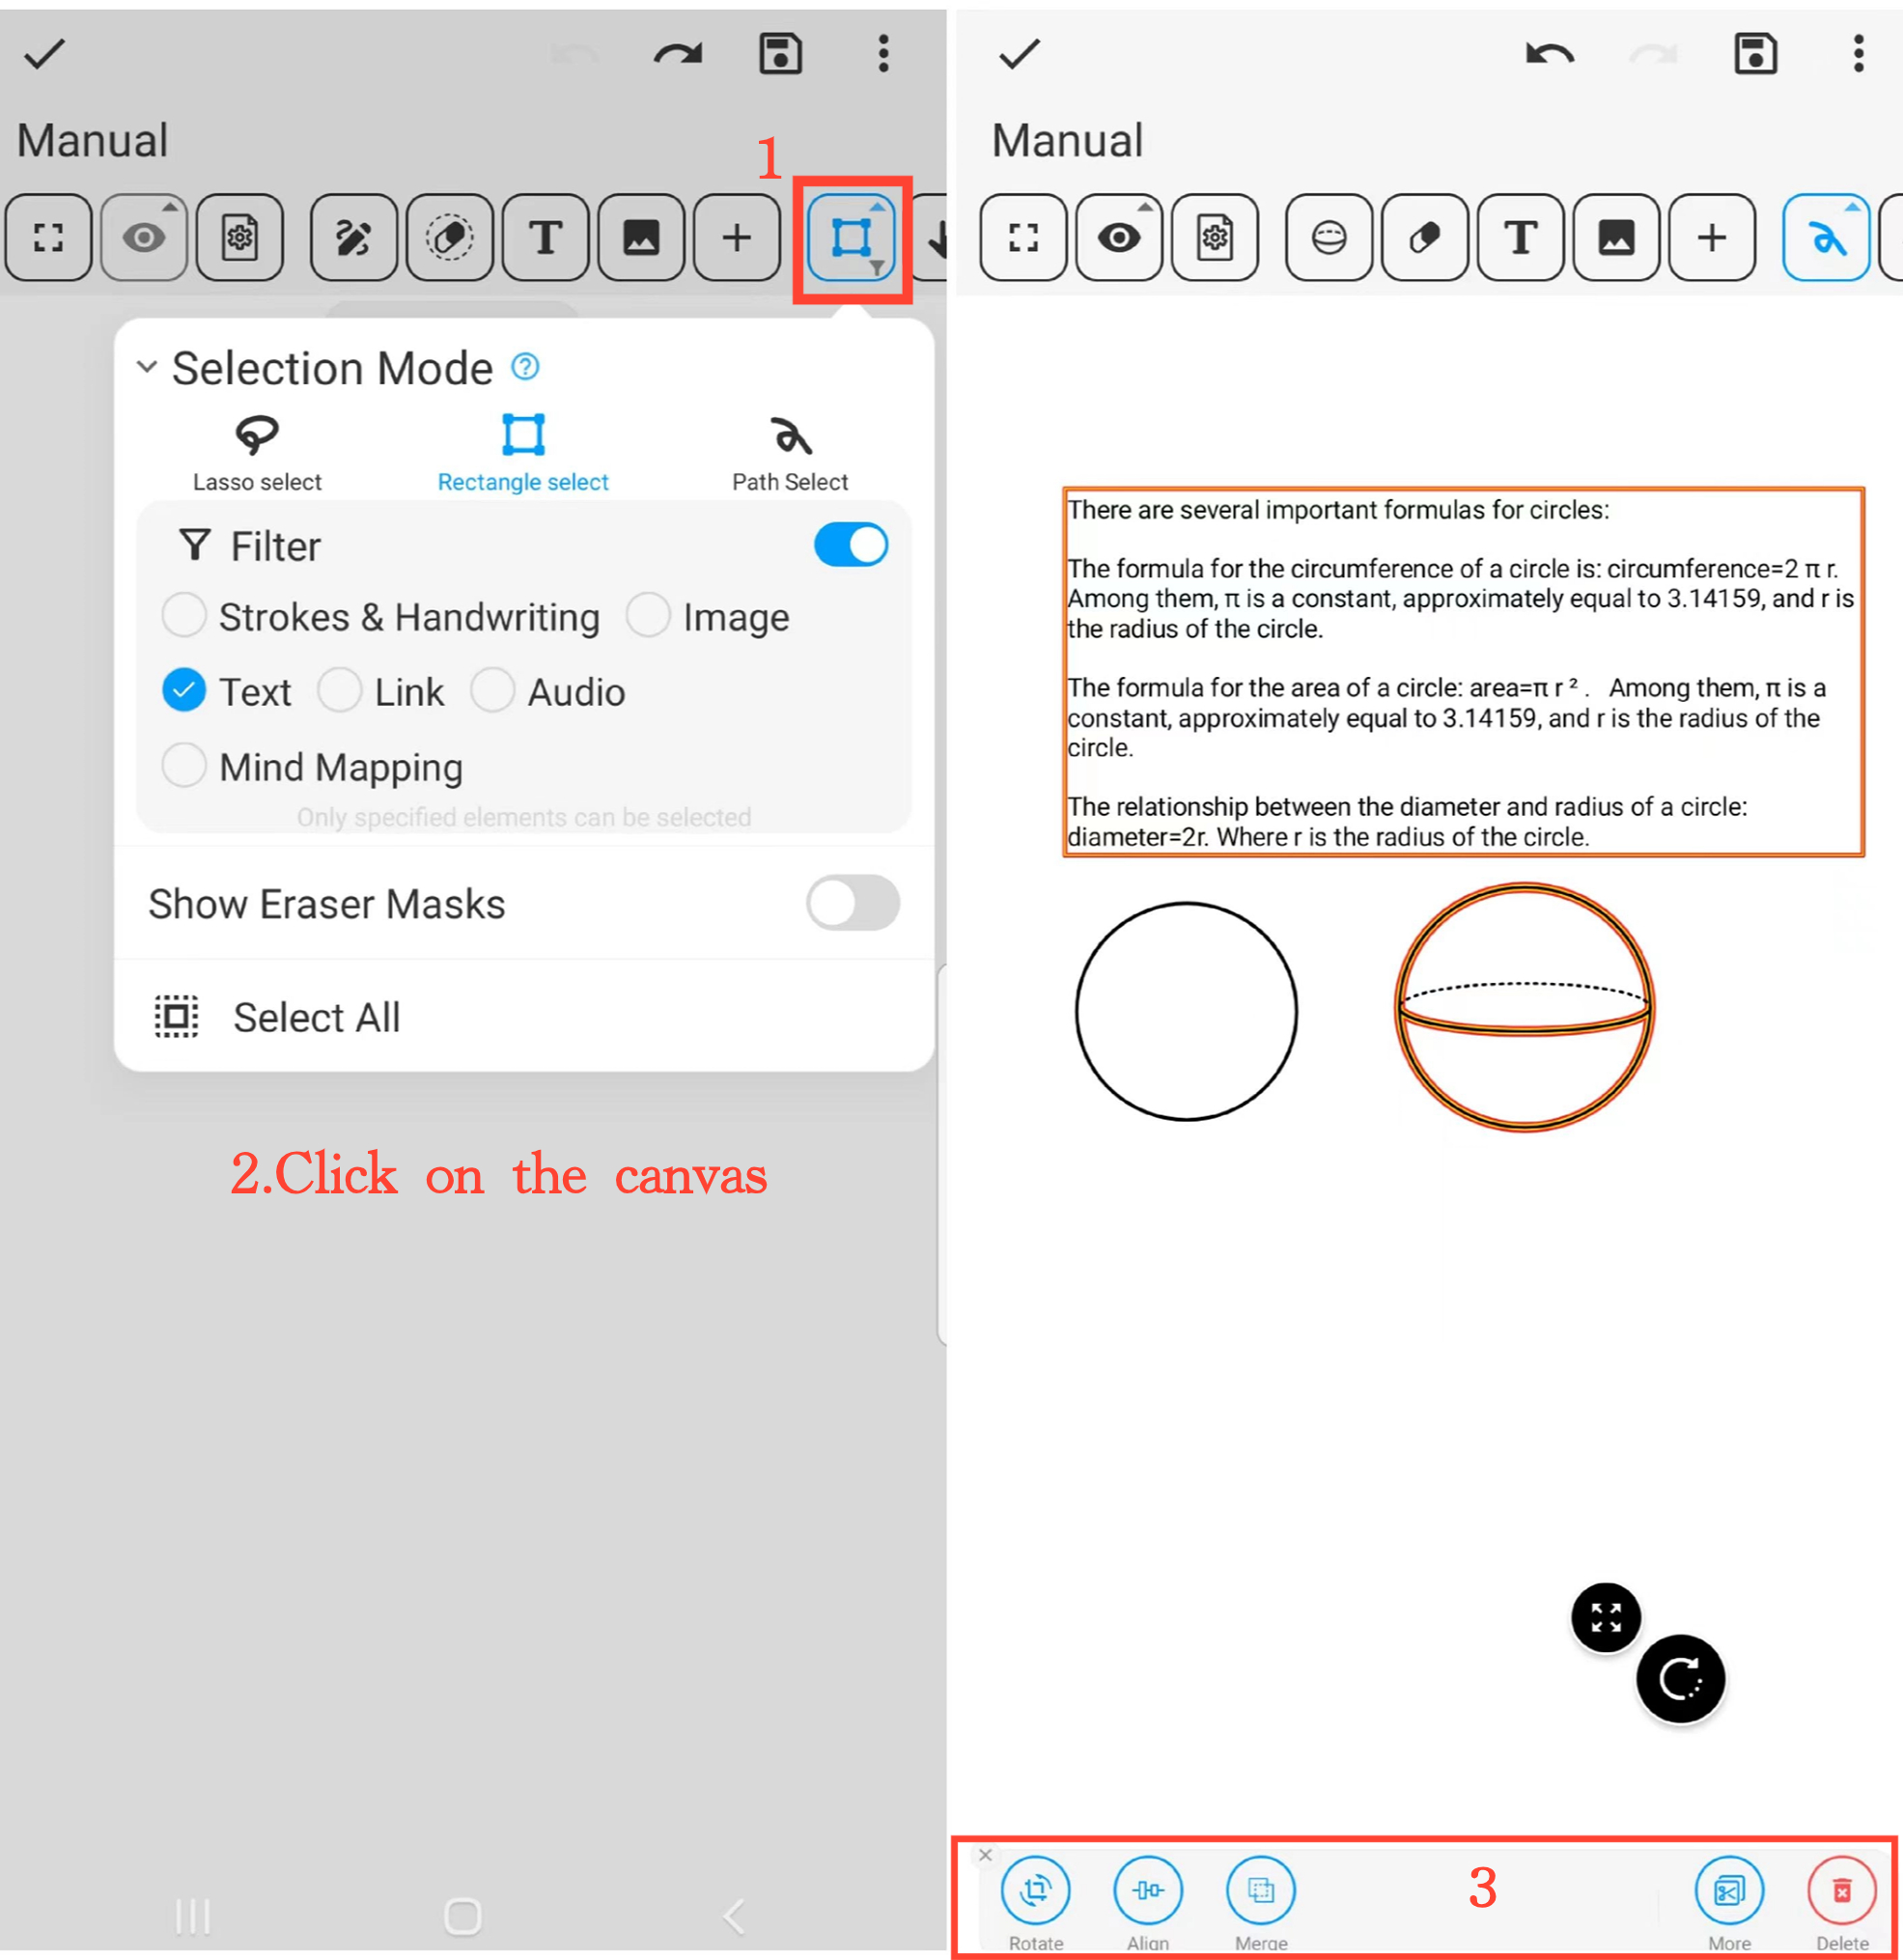 Manual
1
T
Selection Mode ?
Lasso select Rectangle select Path Select
Filter
Strokes & Handwriting Image
Text Link Audio
Mind Mapping
Only specified elements can be selected
Show Eraser Masks
Select All
2.Click on the canvas
Manual
T
There are several important formulas for circles:
The formula for the circumference of a circle is: circumference=2 π r.
Among them, π is a constant, approximately equal to 3.14159, and r is
the radius of the circle.
The formula for the area of a circle: area=π r ² . Among them, π is a
constant, approximately equal to 3.14159, and r is the radius of the
circle.
The relationship between the diameter and radius of a circle:
diameter=2r. Where r is the radius of the circle.
3
Rotate Align Merge More Delete